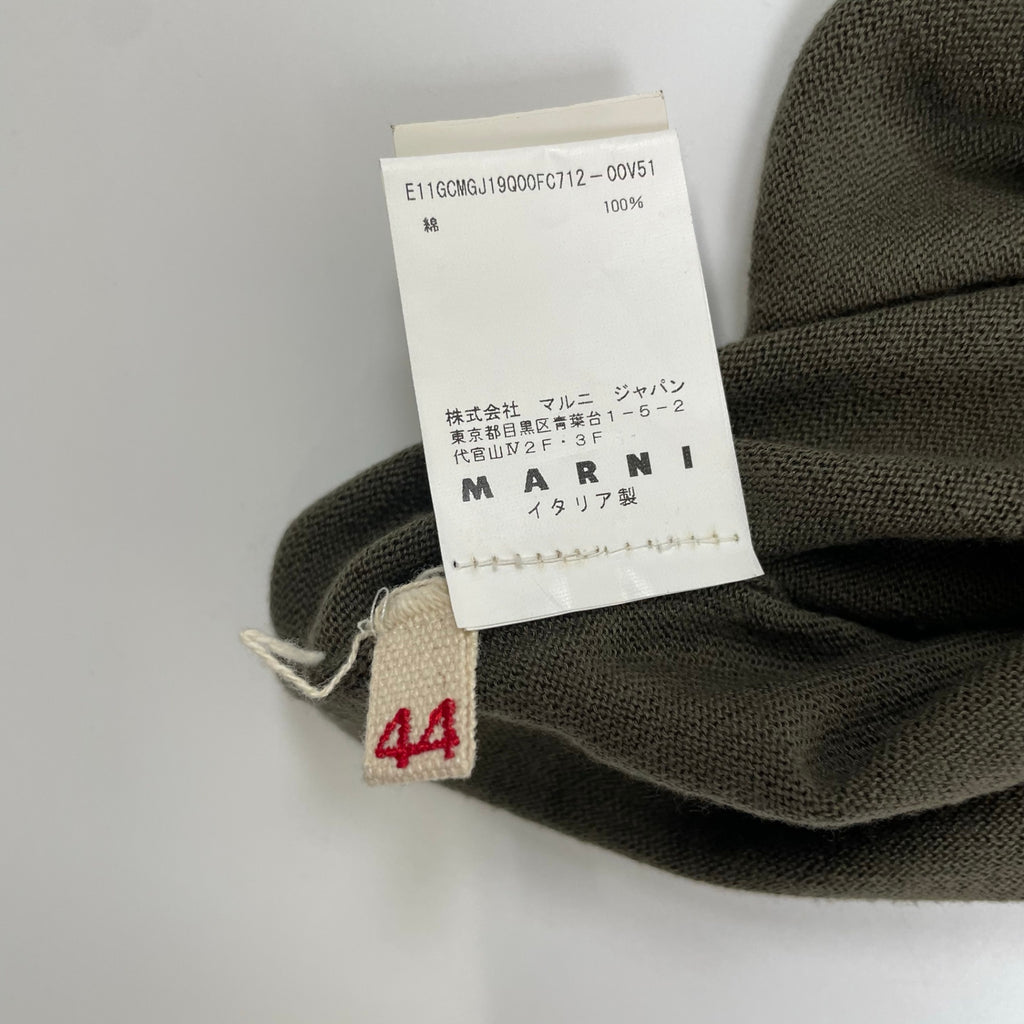 E11GCMGJ19Q00FC712-00V51
綿 100%
株式会社 マルニ ジャパン
東京都目黒区青葉台1-5-2
代官山Ⅳ2F・3F
MARNI
イタリア製
44